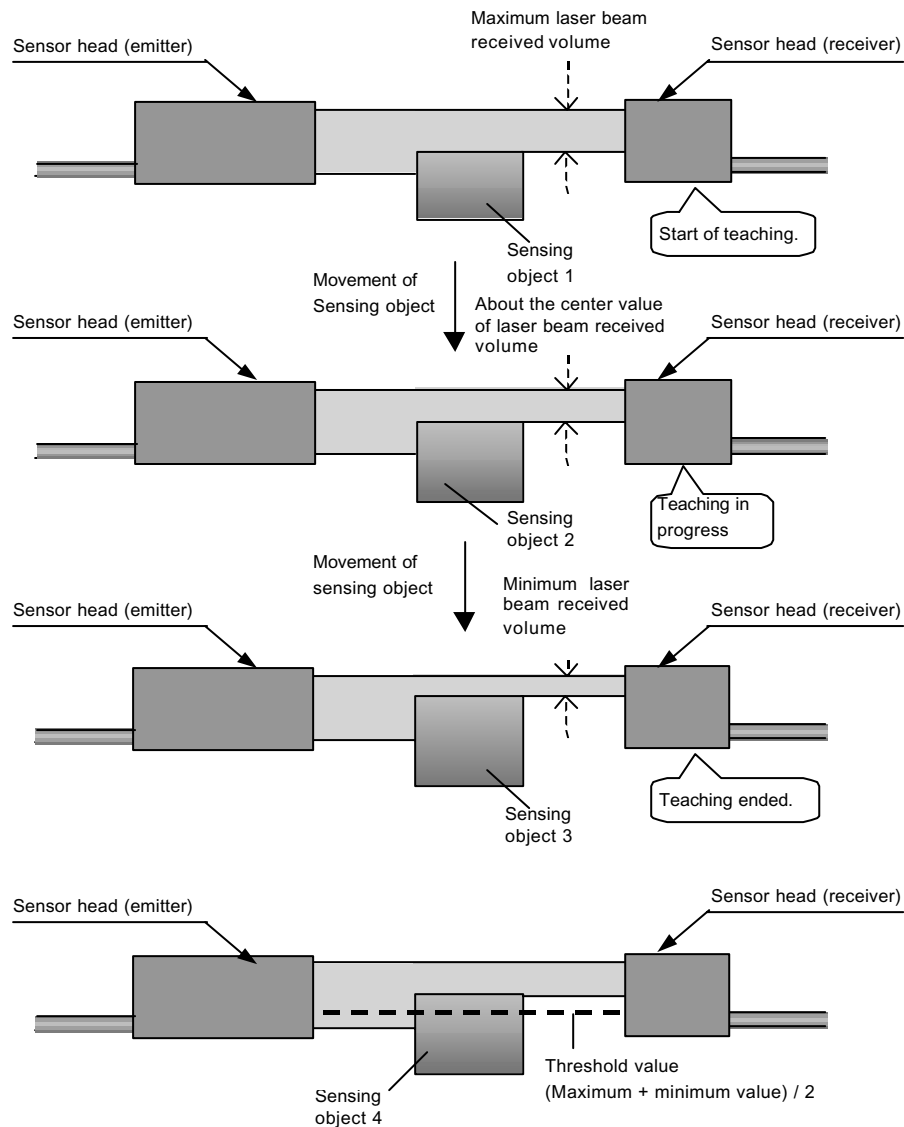 Maximum laser beam
received volume
Sensor head (emitter)
Sensor head (receiver)
Start of teaching.
Sensing
object 1
Movement of
Sensing object
About the center value
of laser beam received
volume
Sensor head (emitter)
Sensor head (receiver)
Teaching in
progress
Sensing
object 2
Movement of
sensing object
Minimum laser
beam received
volume
Sensor head (emitter)
Sensor head (receiver)
Teaching ended.
Sensing
object 3
Sensor head (emitter)
Sensor head (receiver)
Threshold value
(Maximum + minimum value) / 2
Sensing
object 4